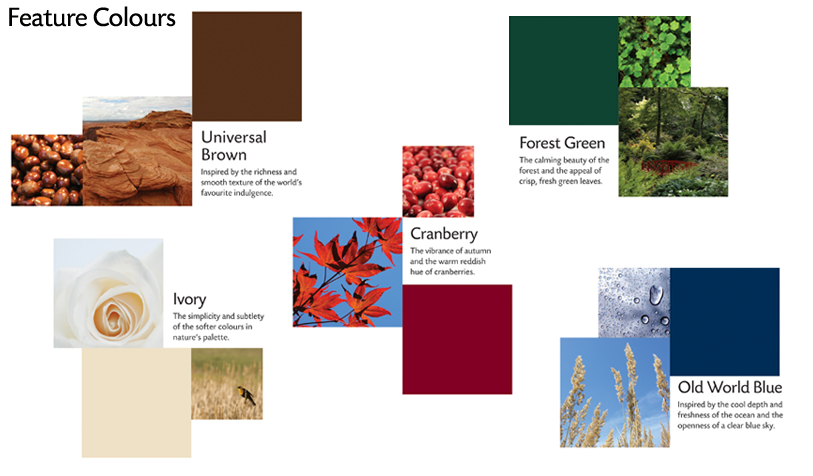 Feature Colours
Universal
Brown
Inspired by the richness and
smooth texture of the world's
favourite indulgence.
Forest Green
The calming beauty of the
forest and the appeal of
crisp, fresh green leaves.
Cranberry
The vibrance of autumn
and the warm reddish
hue of cranberries.
Ivory
The simplicity and subtlety
of the softer colours in
nature's palette.
Old World Blue
Inspired by the cool depth and
freshness of the ocean and the
openness of a clear blue sky.